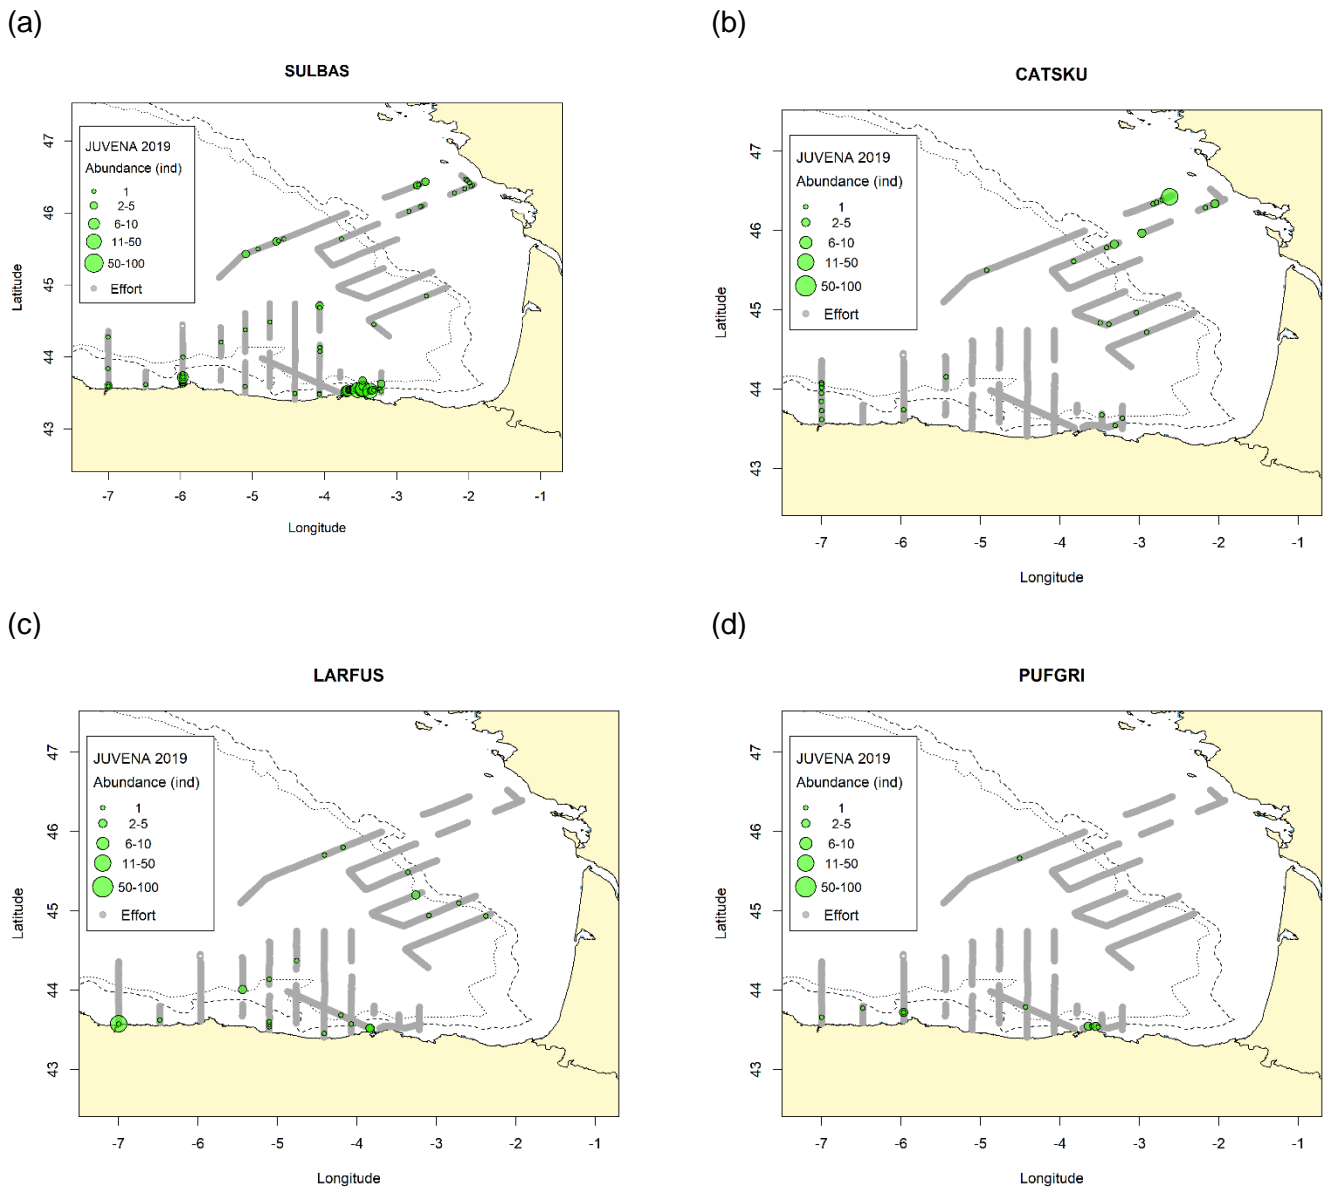 (a)
SULBAS
JUVENA 2019
Abundance (ind)
1
2-5
6-10
11-50
50-100
Effort
Latitude
47
46
45
44
43
-7 -6 -5 -4 -3 -2 -1
Longitude
(b)
CATSKU
JUVENA 2019
Abundance (ind)
1
2-5
6-10
11-50
50-100
Effort
Latitude
47
46
45
44
43
-7 -6 -5 -4 -3 -2 -1
Longitude
(c)
LARFUS
JUVENA 2019
Abundance (ind)
1
2-5
6-10
11-50
50-100
Effort
Latitude
47
46
45
44
43
-7 -6 -5 -4 -3 -2 -1
Longitude
(d)
PUFGRI
JUVENA 2019
Abundance (ind)
1
2-5
6-10
11-50
50-100
Effort
Latitude
47
46
45
44
43
-7 -6 -5 -4 -3 -2 -1
Longitude